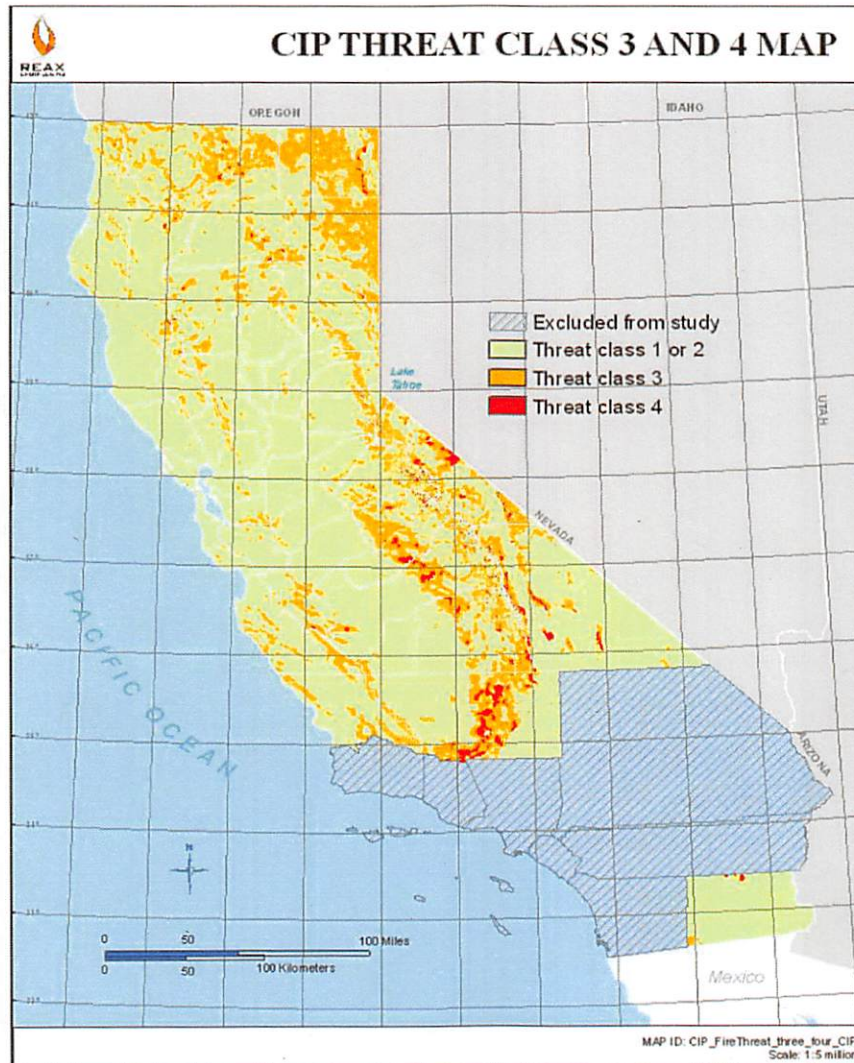 REAX
CIP THREAT CLASS 3 AND 4 MAP
OREGON
IDAHO
Excluded from study
Threat class 1 or 2
Threat class 3
Threat class 4
Lake
Tahoe
UTAH
NEVADA
PACIFIC OCEAN
ARIZONA
N
0 50 100 Miles
0 50 100 Kilometers
Mexico
MAP ID: CIP_FireThreat_three_four_CIP
Scale: 1:5 million